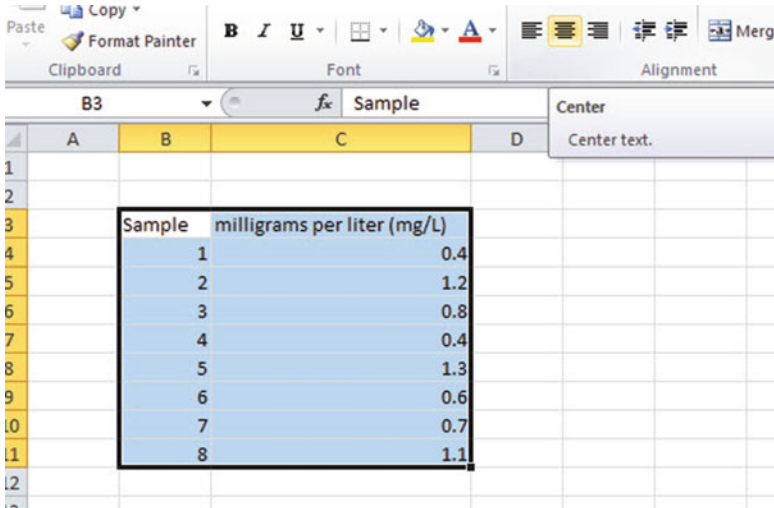 Copy
Paste
Format Painter
B I U A
Merg
Clipboard Font Alignment
B3 fx Sample
Center
Center text.
A B C D
1
2
3 Sample milligrams per liter (mg/L)
4 1 0.4
5 2 1.2
6 3 0.8
7 4 0.4
8 5 1.3
9 6 0.6
10 7 0.7
11 8 1.1
12